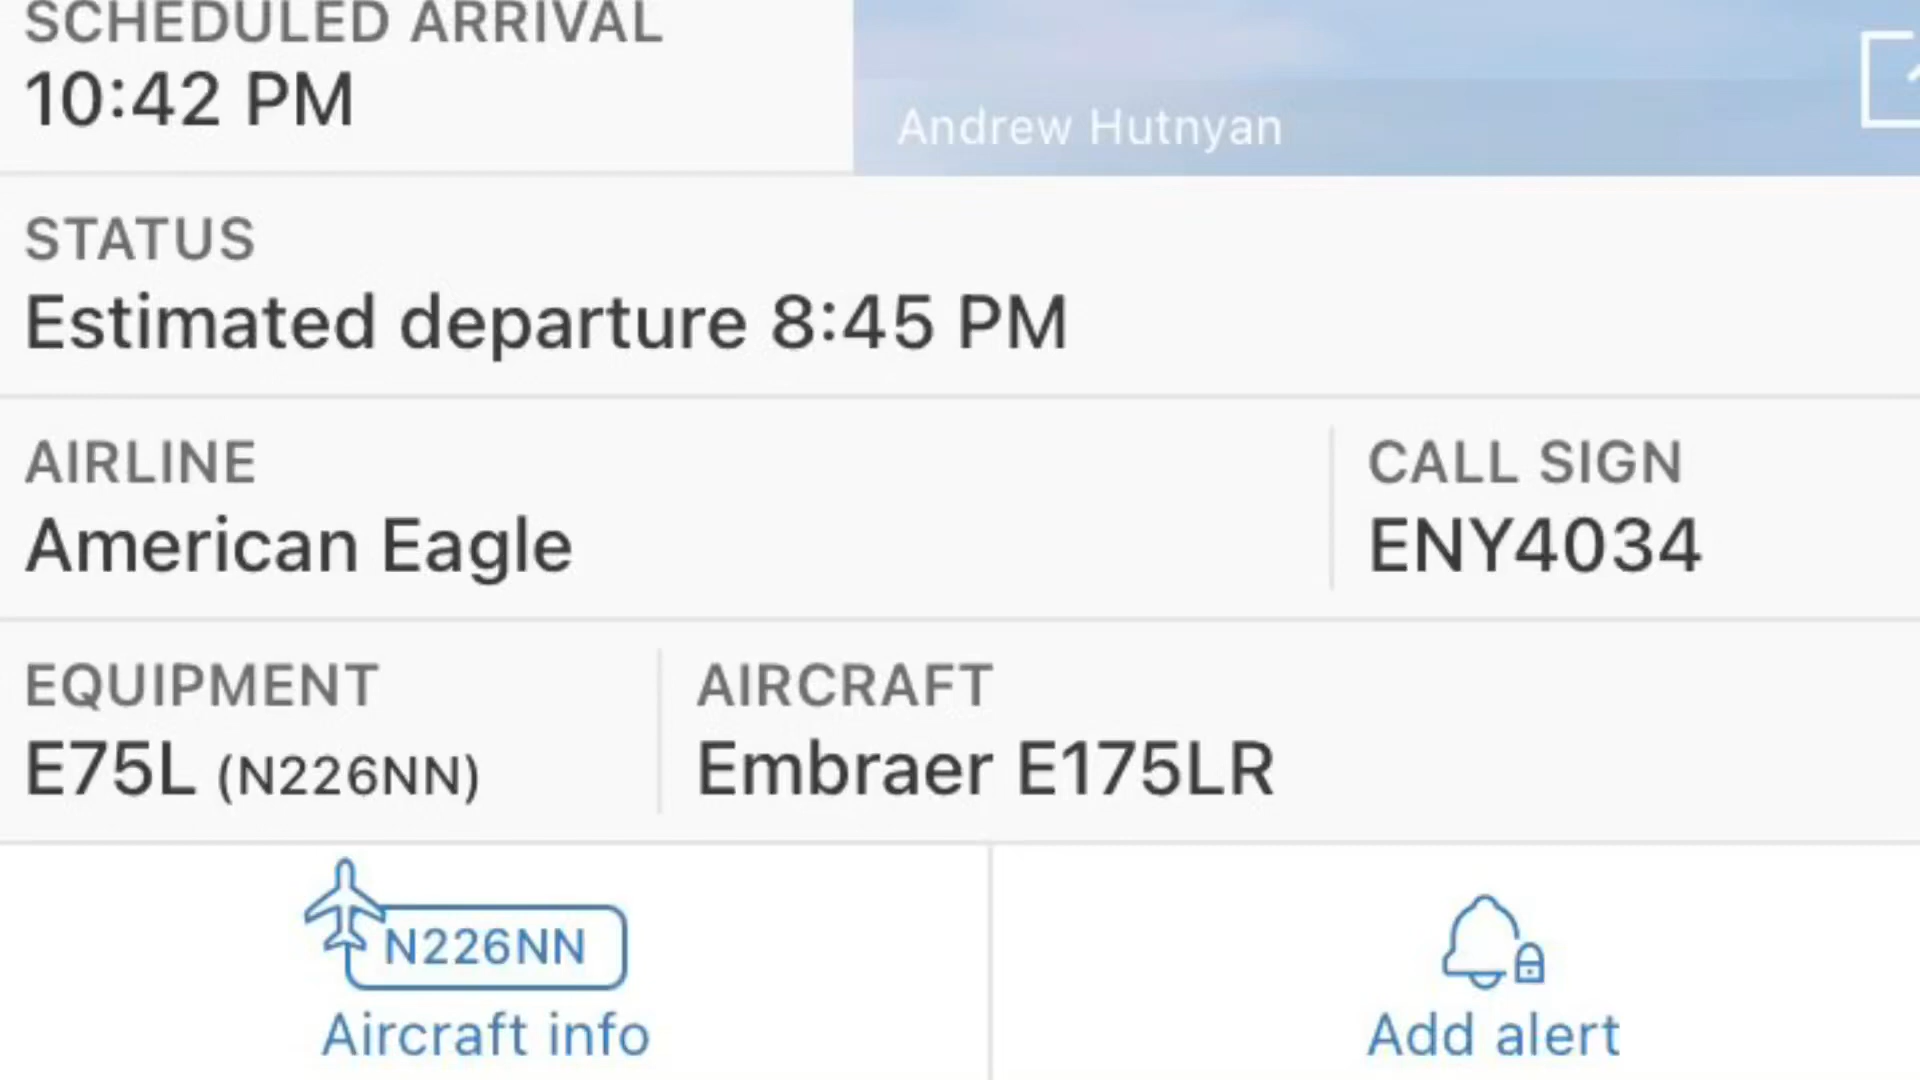 SCHEDULED ARRIVAL
10:42 PM
Andrew Hutnyan
STATUS
Estimated departure 8:45 PM
AIRLINE
American Eagle
CALL SIGN
ENY4034
EQUIPMENT
E75L (N226NN)
AIRCRAFT
Embraer E175LR
N226NN
Aircraft info
Add alert